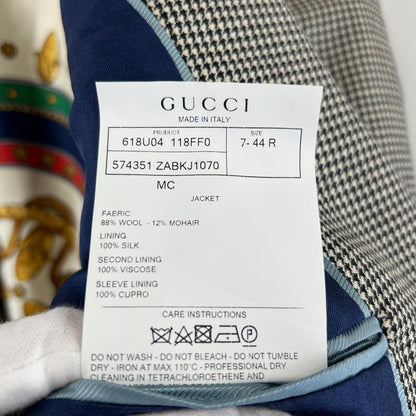 GUCCI
MADE IN ITALY
PRODUCT SIZE
618U04 118FF0 7- 44 R
574351 ZABKJ1070
MC
JACKET
FABRIC
88% WOOL - 12% MOHAIR
LINING
100% SILK
SECOND LINING
100% VISCOSE
SLEEVE LINING
100% CUPRO
CARE INSTRUCTIONS
DO NOT WASH - DO NOT BLEACH - DO NOT TUMBLE
DRY - IRON AT MAX 110°C - PROFESSIONAL DRY
CLEANING IN TETRACHLOROETHENE AND